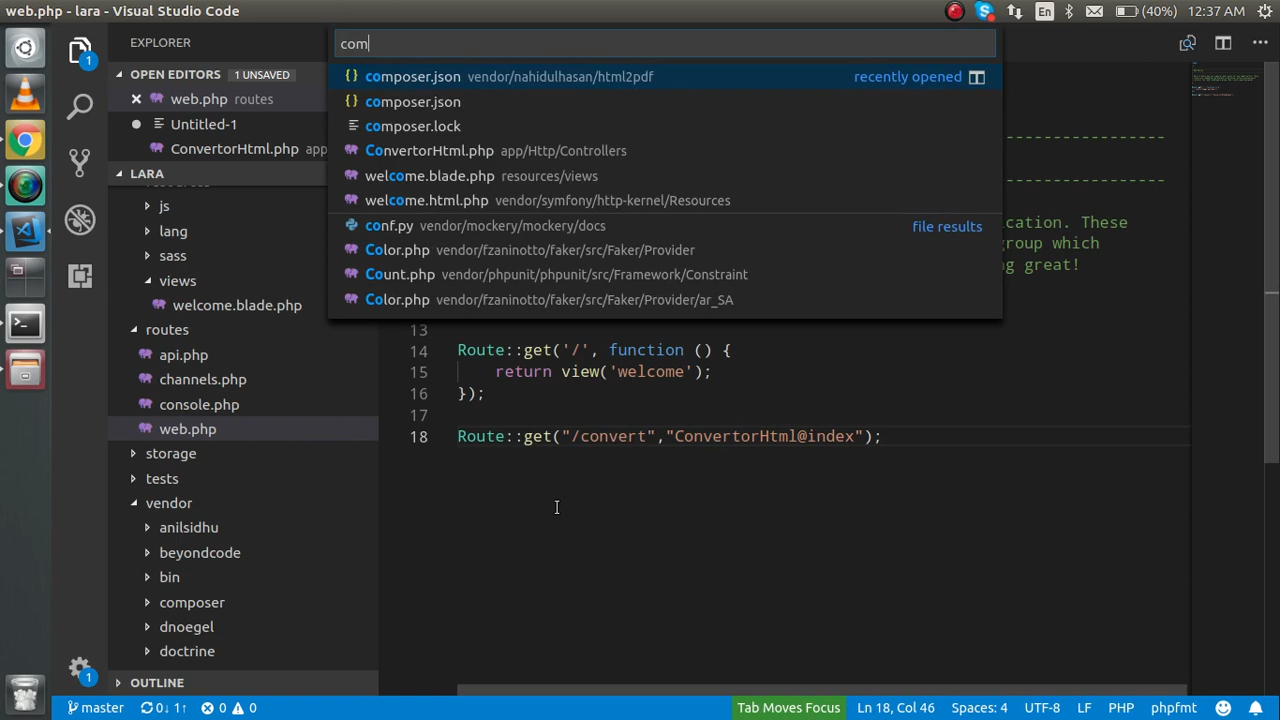 web.php - lara - Visual Studio Code
En
(40%)
12:37 AM
EXPLORER
com
OPEN EDITORS 1 UNSAVED
web.php routes
Untitled-1
ConvertorHtml.php app
LARA
js
lang
sass
views
welcome.blade.php
routes
api.php
channels.php
console.php
web.php
storage
tests
vendor
anilsidhu
beyondcode
bin
composer
dnoegel
doctrine
OUTLINE
1
1
composer.json vendor/nahidulhasan/html2pdf recently opened
composer.json
composer.lock
ConvertorHtml.php app/Http/Controllers
welcome.blade.php resources/views
welcome.html.php vendor/symfony/http-kernel/Resources
conf.py vendor/mockery/mockery/docs file results
Color.php vendor/fzaninotto/faker/src/Faker/Provider
Count.php vendor/phpunit/phpunit/src/Framework/Constraint
Color.php vendor/fzaninotto/faker/src/Faker/Provider/ar_SA
ication. These
group which
ng great!
13
14 Route::get('/', function () {
15 return view('welcome');
16 });
17
18 Route::get("/convert","ConvertorHtml@index");
master 0↓ 1↑ 0 0 Tab Moves Focus Ln 18, Col 46 Spaces: 4 UTF-8 LF PHP phpfmt